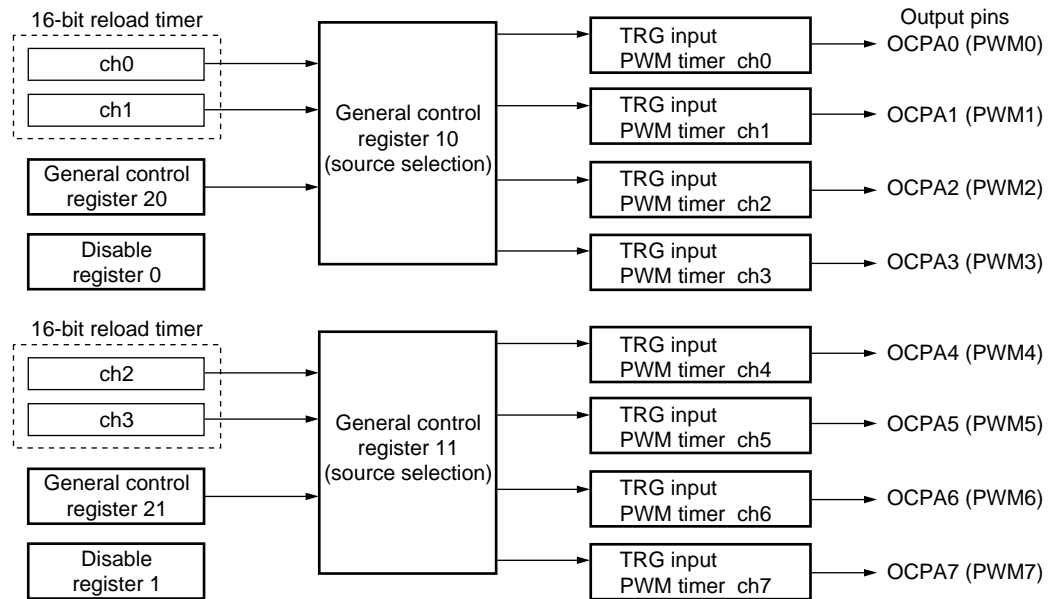 16-bit reload timer
ch0
ch1
General control
register 20
Disable
register 0
General control
register 10
(source selection)
TRG input
PWM timer ch0
TRG input
PWM timer ch1
TRG input
PWM timer ch2
TRG input
PWM timer ch3
Output pins
OCPA0 (PWM0)
OCPA1 (PWM1)
OCPA2 (PWM2)
OCPA3 (PWM3)
16-bit reload timer
ch2
ch3
General control
register 21
Disable
register 1
General control
register 11
(source selection)
TRG input
PWM timer ch4
TRG input
PWM timer ch5
TRG input
PWM timer ch6
TRG input
PWM timer ch7
OCPA4 (PWM4)
OCPA5 (PWM5)
OCPA6 (PWM6)
OCPA7 (PWM7)